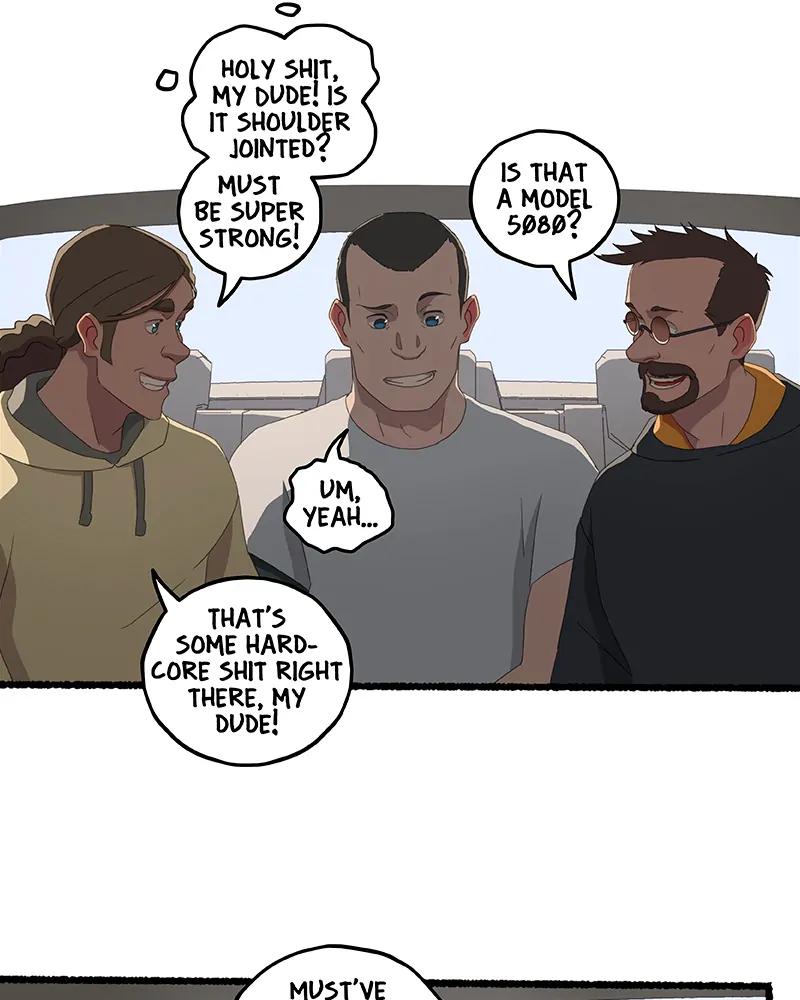 HOLY SHIT,
MY DUDE! IS
IT SHOULDER
JOINTED?
MUST
BE SUPER
STRONG!
IS THAT
A MODEL
5080?
UM,
YEAH...
THAT'S
SOME HARD-
CORE SHIT RIGHT
THERE, MY
DUDE!
MUST'VE